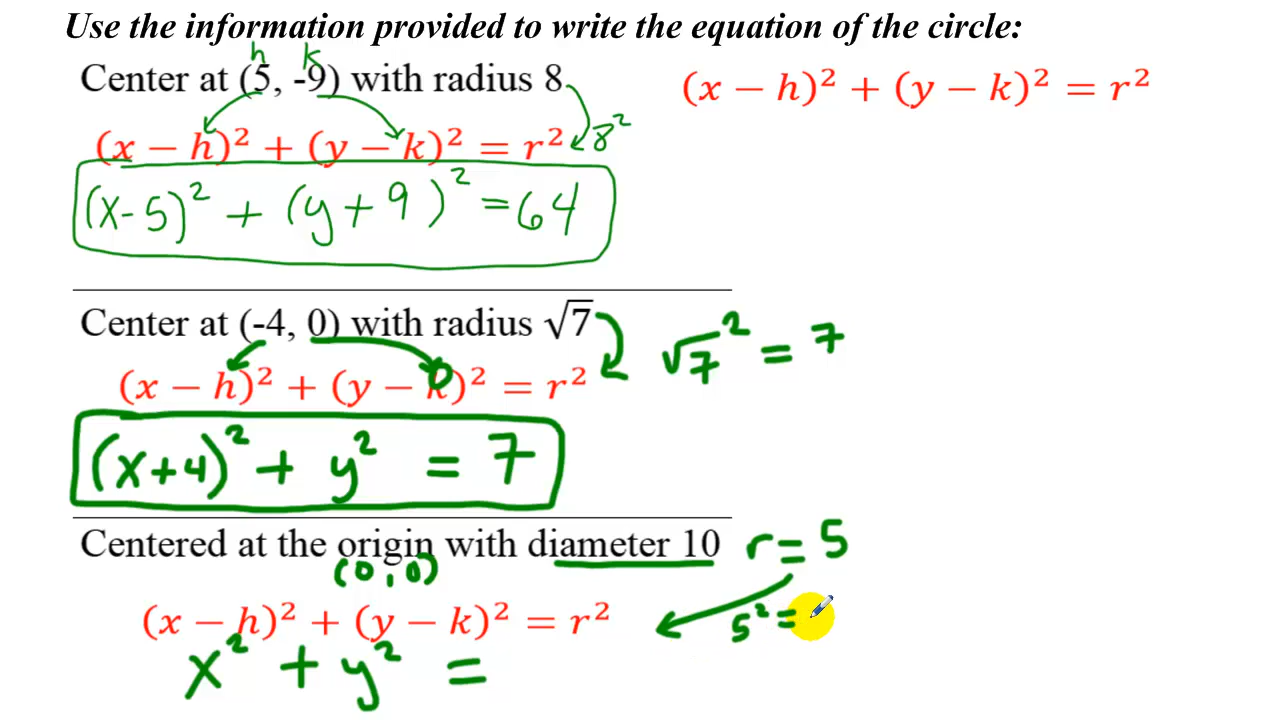 Use the information provided to write the equation of the circle:
h k
Center at (5, -9) with radius 8
(x − h)² + (y − k)² = r²
(x − h)² + (y − k)² = r² 8²
(x-5)² + (y+9)² = 64
Center at (-4, 0) with radius √7
√7² = 7
(x − h)² + (y − k)² = r²
0
(x+4)² + y² = 7
Centered at the origin with diameter 10 r = 5
(0,0)
(x − h)² + (y − k)² = r² 5² =
x² + y² =